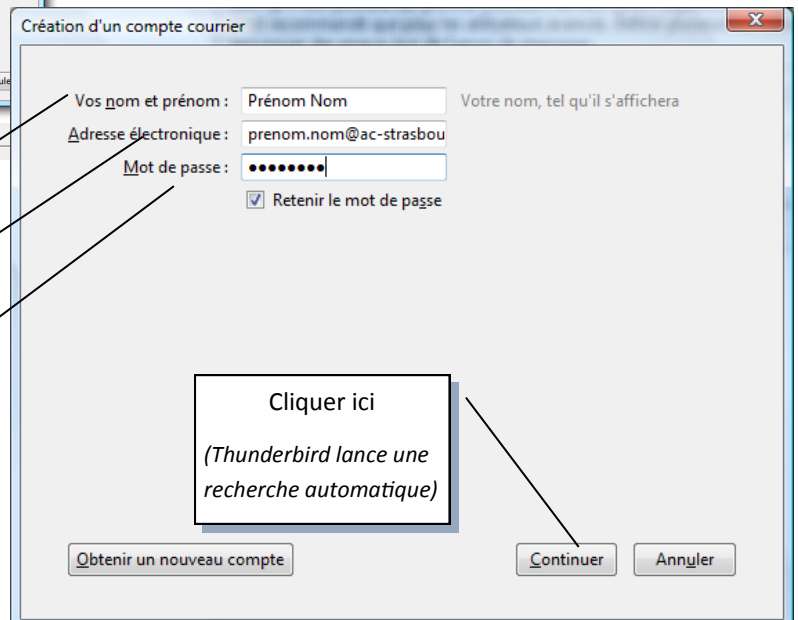 Création d'un compte courrier
Vos nom et prénom : Prénom Nom Votre nom, tel qu'il s'affichera
Adresse électronique : prenom.nom@ac-strasbou
Mot de passe : ●●●●●●●●
Retenir le mot de passe
Cliquer ici
(Thunderbird lance une
recherche automatique)
Obtenir un nouveau compte Continuer Annuler